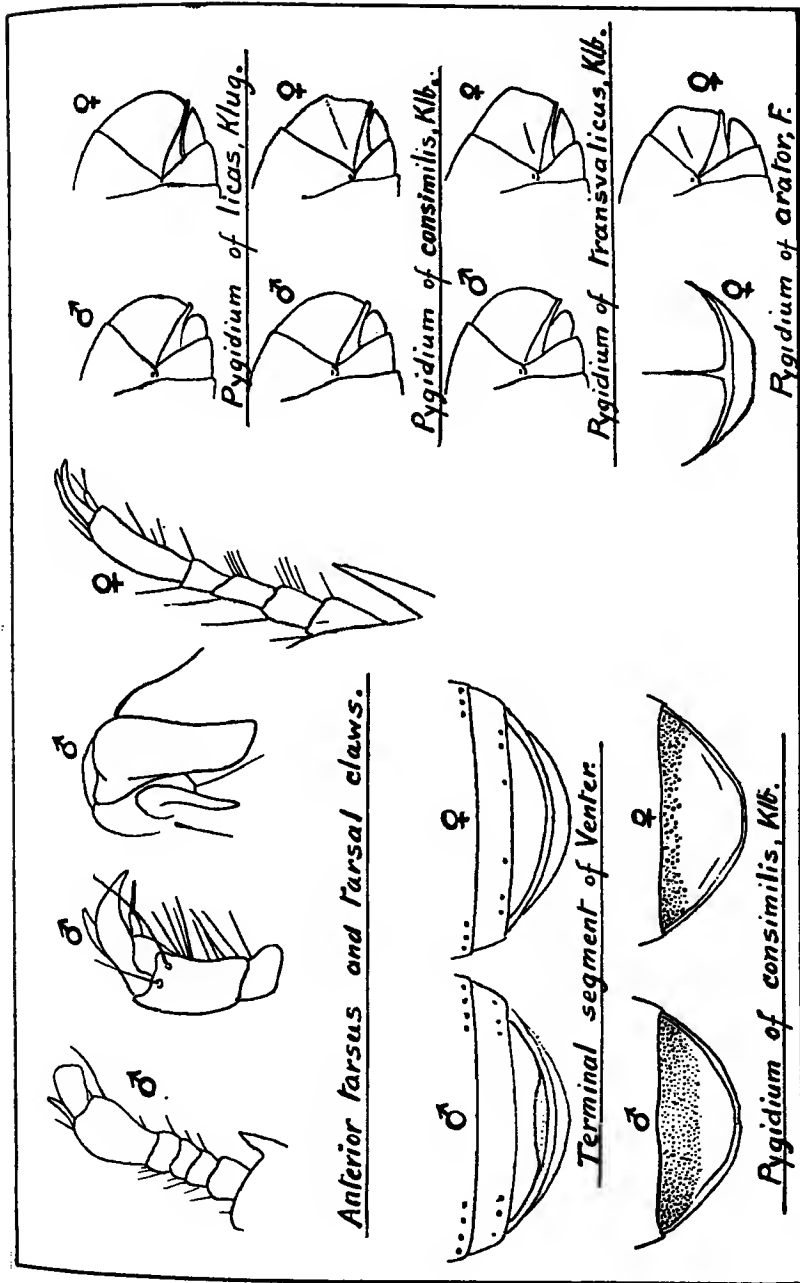 ♂ ♂ ♂ ♀
Anterior tarsus and tarsal claws.
♂ ♀
Terminal segment of Venter.
♂ ♀
Pygidium of consimilis, Klb.
♂ ♀
Pygidium of licas, Klug.
♂ ♀
Pygidium of consimilis, Klb.
♂ ♀
Pygidium of transvalicus, Klb.
♀ ♀
Pygidium of arator, F.